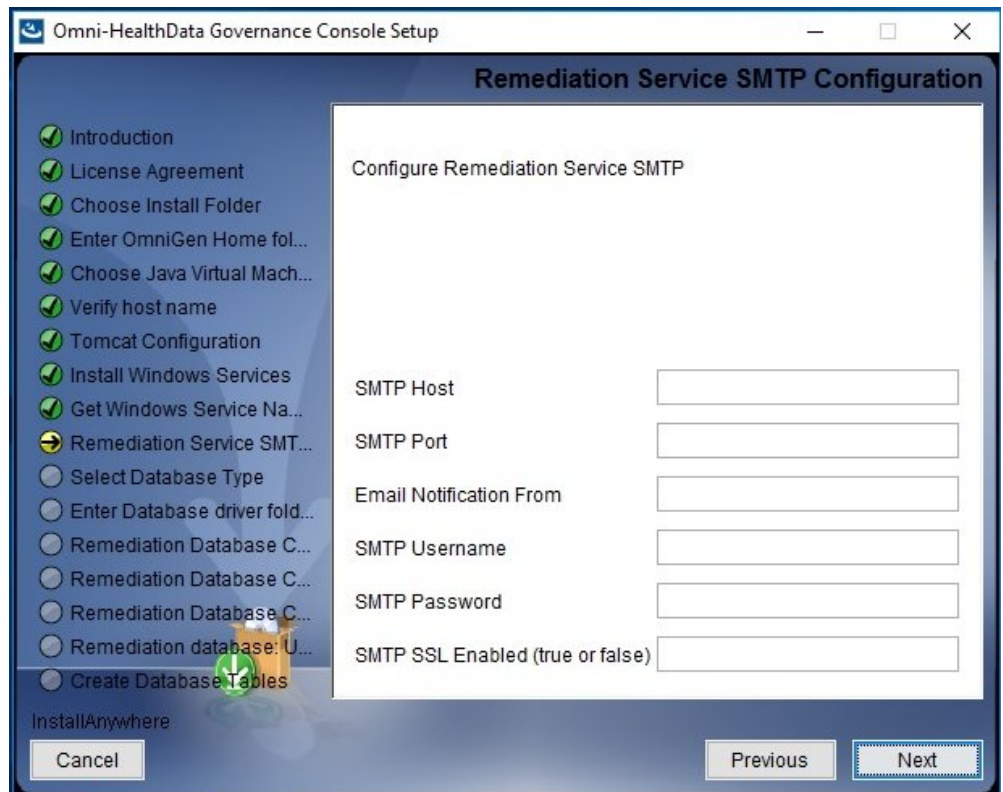 Omni-HealthData Governance Console Setup
Remediation Service SMTP Configuration
Introduction
License Agreement
Choose Install Folder
Enter OmniGen Home fol...
Choose Java Virtual Mach...
Verify host name
Tomcat Configuration
Install Windows Services
Get Windows Service Na...
Remediation Service SMT...
Select Database Type
Enter Database driver fold...
Remediation Database C...
Remediation Database C...
Remediation Database C...
Remediation database: U...
Create Database Tables
Configure Remediation Service SMTP
SMTP Host
SMTP Port
Email Notification From
SMTP Username
SMTP Password
SMTP SSL Enabled (true or false)
InstallAnywhere
Cancel
Previous
Next